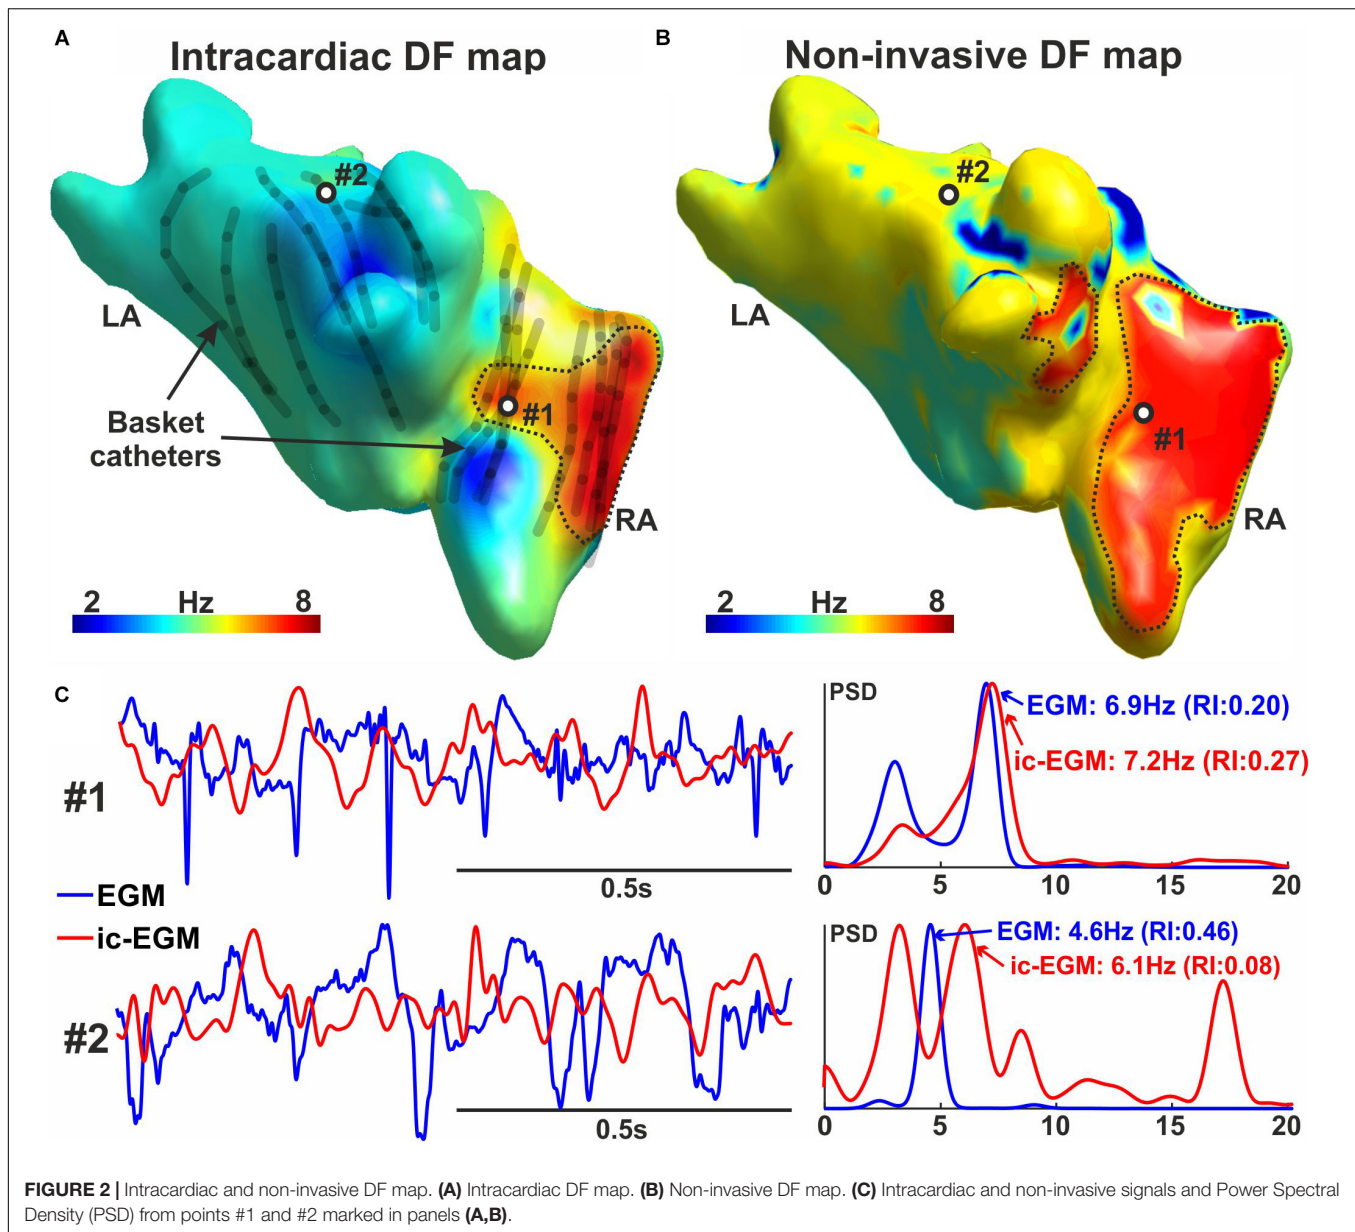 A
Intracardiac DF map
B
Non-invasive DF map
#2
#2
LA
LA
Basket
catheters
#1
#1
RA
RA
2 Hz 8
2 Hz 8
C
#1
0.5s
EGM
ic-EGM
PSD
EGM: 6.9Hz (RI:0.20)
ic-EGM: 7.2Hz (RI:0.27)
0 5 10 15 20
#2
0.5s
PSD
EGM: 4.6Hz (RI:0.46)
ic-EGM: 6.1Hz (RI:0.08)
0 5 10 15 20
FIGURE 2 | Intracardiac and non-invasive DF map. (A) Intracardiac DF map. (B) Non-invasive DF map. (C) Intracardiac and non-invasive signals and Power Spectral
Density (PSD) from points #1 and #2 marked in panels (A,B).